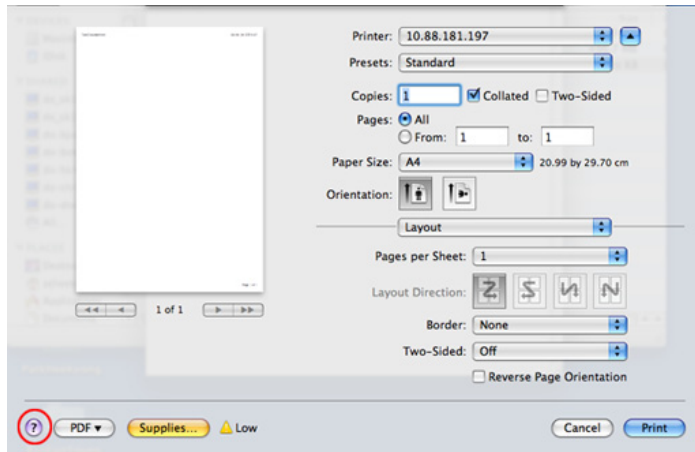 Printer: 10.88.181.197
Presets: Standard
Copies: 1 Collated Two-Sided
Pages: All
From: 1 to: 1
Paper Size: A4 20.99 by 29.70 cm
Orientation:
Layout
Pages per Sheet: 1
Layout Direction:
Border: None
Two-Sided: Off
Reverse Page Orientation
1 of 1
? PDF▼ Supplies... Low Cancel Print